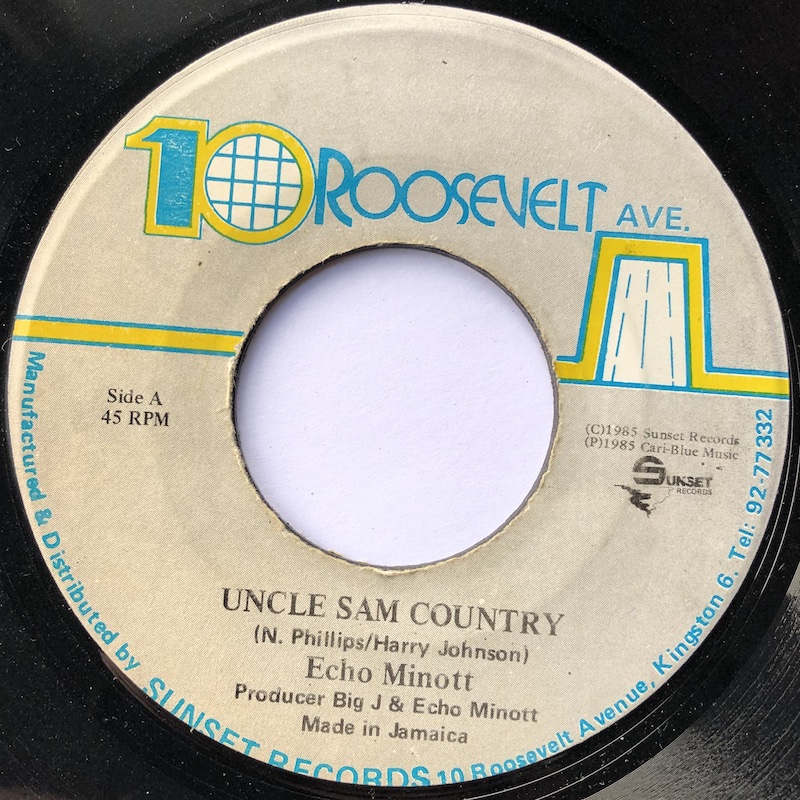 10 ROOSEVELT AVE.
Side A
45 RPM
(C)1985 Sunset Records
(P)1985 Cari-Blue Music
SUNSET
RECORDS
UNCLE SAM COUNTRY
(N. Phillips/Harry Johnson)
Echo Minott
Producer Big J & Echo Minott
Made in Jamaica
Manufactured & Distributed by SUNSET RECORDS 10 Roosevelt Avenue, Kingston 6. Tel: 92-77332